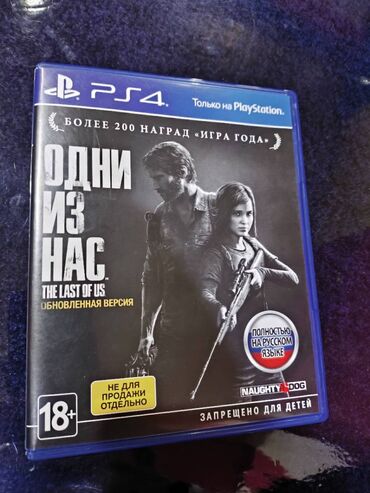 PS4
Только на PlayStation.
БОЛЕЕ 200 НАГРАД «ИГРА ГОДА»
ОДНИ
ИЗ
НАС
THE LAST OF US
ОБНОВЛЕННАЯ ВЕРСИЯ
ПОЛНОСТЬЮ
НА РУССКОМ
ЯЗЫКЕ
НЕ ДЛЯ
ПРОДАЖИ
ОТДЕЛЬНО
NAUGHTY DOG
18+
ЗАПРЕЩЕНО ДЛЯ ДЕТЕЙ